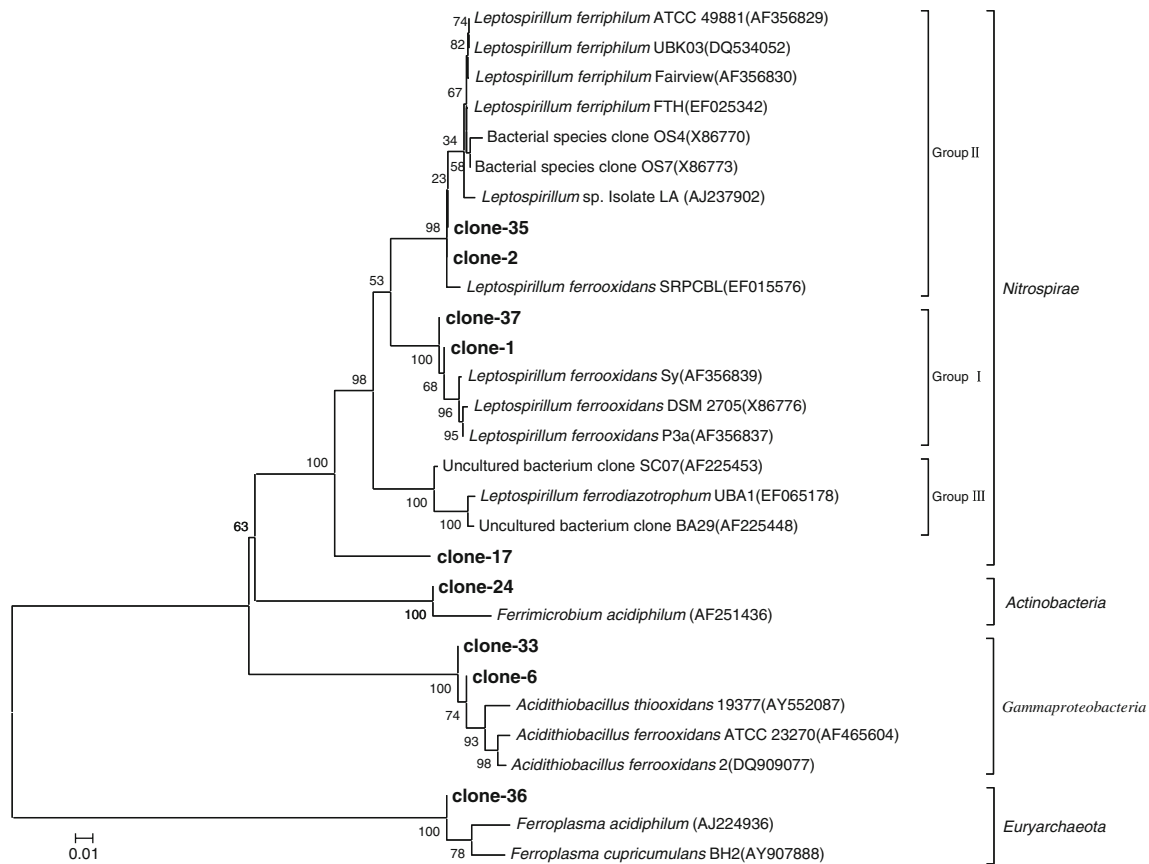 74
Leptospirillum ferriphilum ATCC 49881(AF356829)
82
Leptospirillum ferriphilum UBK03(DQ534052)
Leptospirillum ferriphilum Fairview(AF356830)
67
Leptospirillum ferriphilum FTH(EF025342)
34
Bacterial species clone OS4(X86770)
Group II
58
Bacterial species clone OS7(X86773)
23
Leptospirillum sp. Isolate LA (AJ237902)
98
clone-35
clone-2
53
Leptospirillum ferrooxidans SRPCBL(EF015576)
Nitrospirae
clone-37
100
clone-1
98
68
Leptospirillum ferrooxidans Sy(AF356839)
Group I
96
Leptospirillum ferrooxidans DSM 2705(X86776)
95
Leptospirillum ferrooxidans P3a(AF356837)
100
Uncultured bacterium clone SC07(AF225453)
100
Leptospirillum ferrodiazotrophum UBA1(EF065178)
Group III
100
Uncultured bacterium clone BA29(AF225448)
63
clone-17
clone-24
Actinobacteria
100
Ferrimicrobium acidiphilum (AF251436)
clone-33
100
clone-6
74
Acidithiobacillus thiooxidans 19377(AY552087)
Gammaproteobacteria
93
Acidithiobacillus ferrooxidans ATCC 23270(AF465604)
98
Acidithiobacillus ferrooxidans 2(DQ909077)
clone-36
100
Ferroplasma acidiphilum (AJ224936)
Euryarchaeota
78
Ferroplasma cupricumulans BH2(AY907888)
0.01